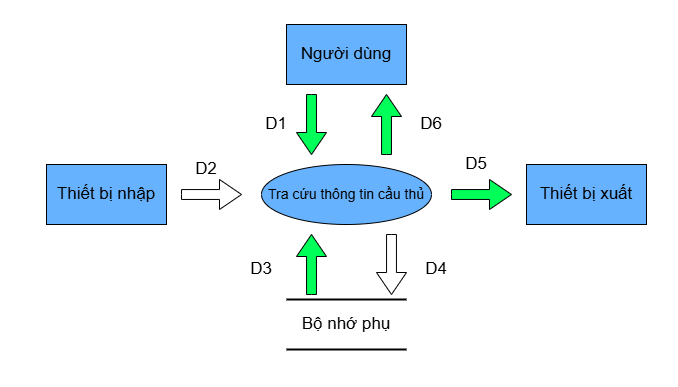 Người dùng
D1
D6
D2
D5
Thiết bị nhập
Tra cứu thông tin cầu thủ
Thiết bị xuất
D3
D4
Bộ nhớ phụ